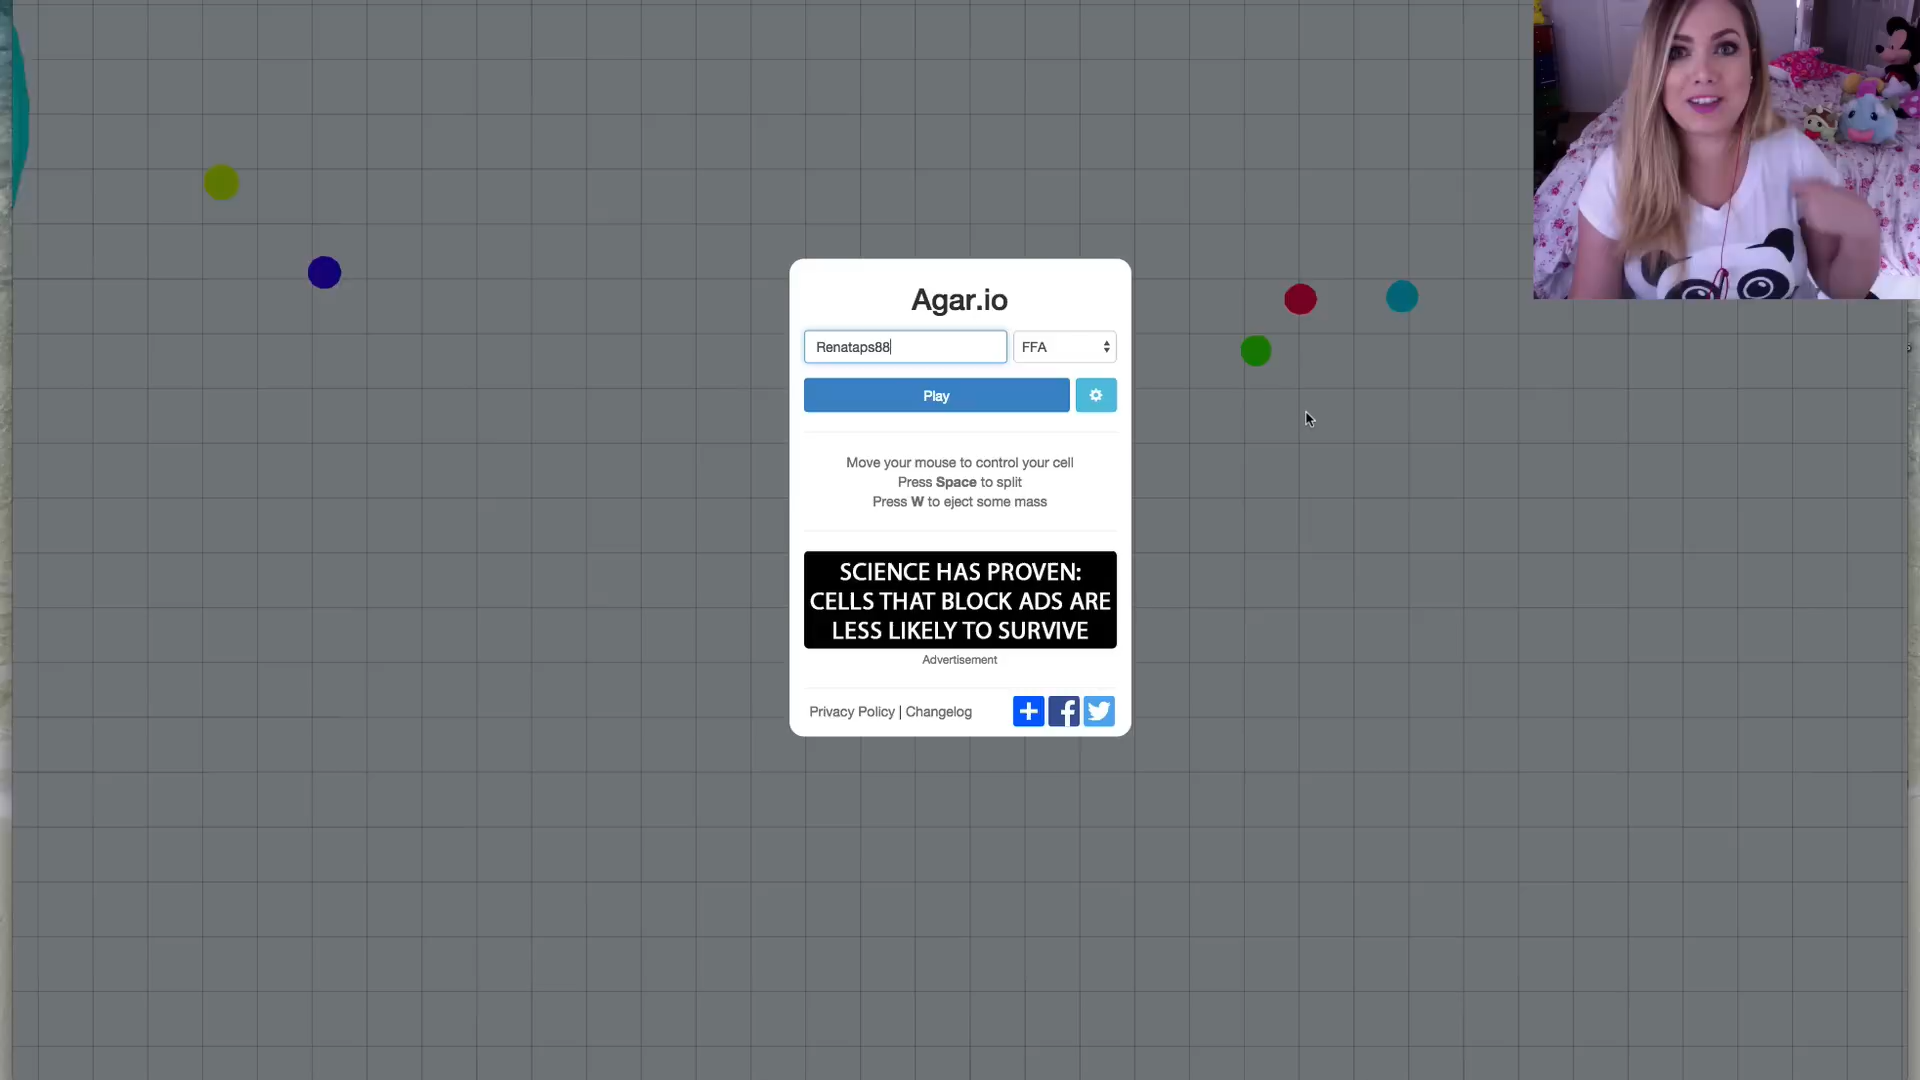 Agar.io
Renataps88 FFA
Play
Move your mouse to control your cell
Press Space to split
Press W to eject some mass
SCIENCE HAS PROVEN:
CELLS THAT BLOCK ADS ARE
LESS LIKELY TO SURVIVE
Advertisement
Privacy Policy | Changelog